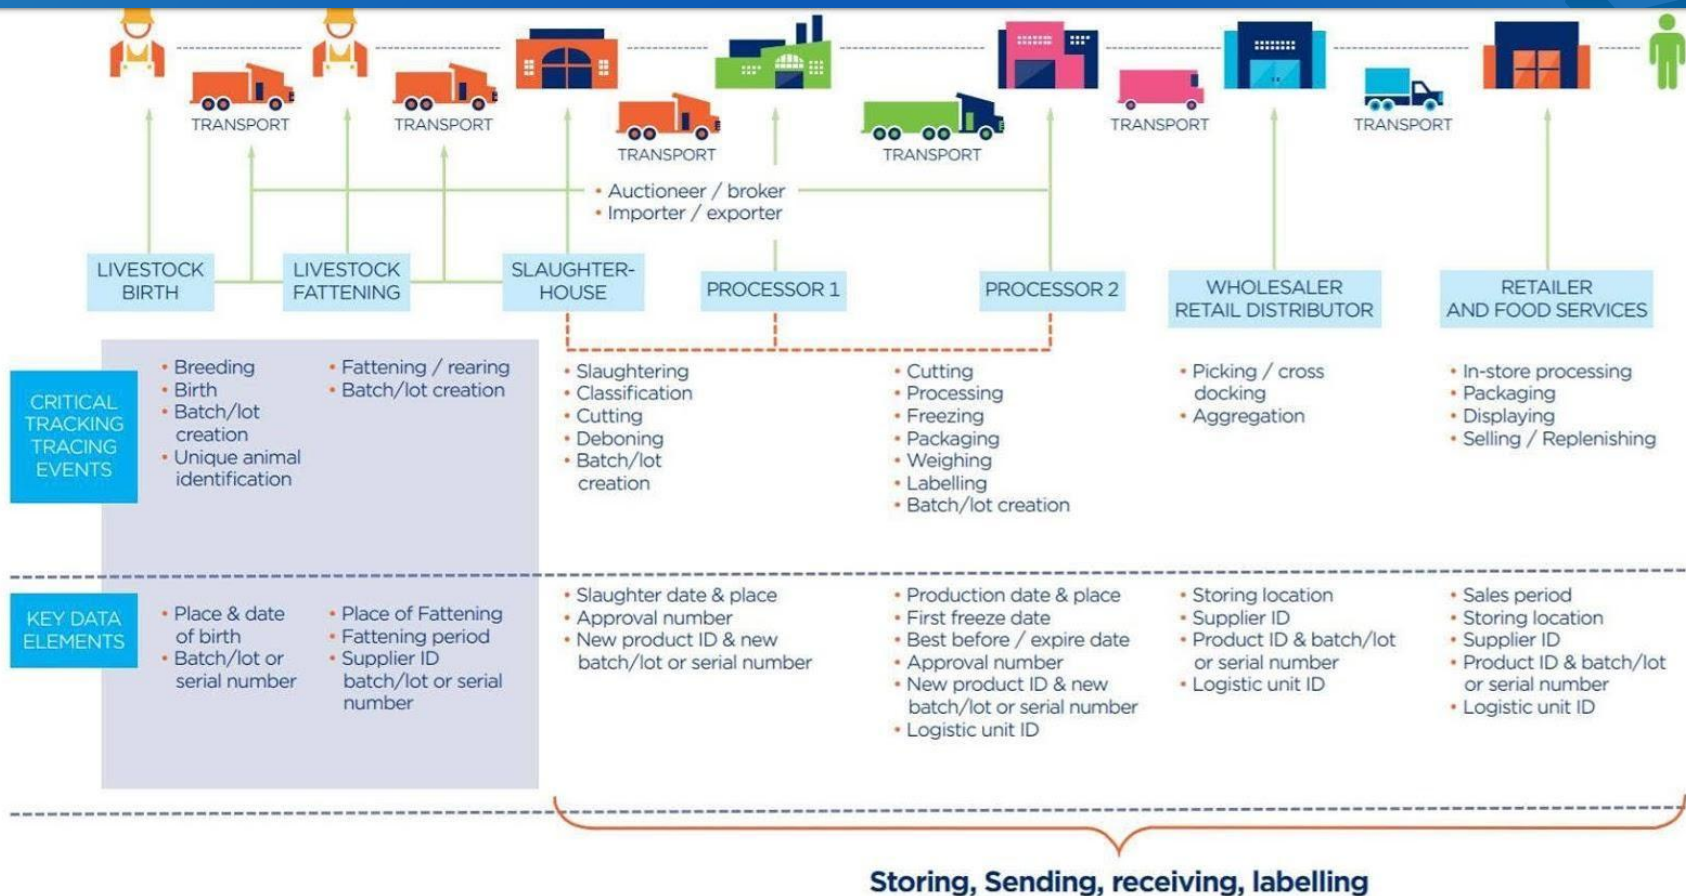 TRANSPORT
TRANSPORT
TRANSPORT
TRANSPORT
TRANSPORT
TRANSPORT
• Auctioneer / broker
• Importer / exporter
LIVESTOCK
BIRTH
LIVESTOCK
FATTENING
SLAUGHTER-
HOUSE
PROCESSOR 1
PROCESSOR 2
WHOLESALER
RETAIL DISTRIBUTOR
RETAILER
AND FOOD SERVICES
CRITICAL
TRACKING
TRACING
EVENTS
• Breeding
• Birth
• Batch/lot
creation
• Unique animal
identification
• Fattening / rearing
• Batch/lot creation
• Slaughtering
• Classification
• Cutting
• Deboning
• Batch/lot
creation
• Cutting
• Processing
• Freezing
• Packaging
• Weighing
• Labelling
• Batch/lot creation
• Picking / cross
docking
• Aggregation
• In-store processing
• Packaging
• Displaying
• Selling / Replenishing
KEY DATA
ELEMENTS
• Place & date
of birth
• Batch/lot or
serial number
• Place of Fattening
• Fattening period
• Supplier ID
batch/lot or serial
number
• Slaughter date & place
• Approval number
• New product ID & new
batch/lot or serial number
• Production date & place
• First freeze date
• Best before / expire date
• Approval number
• New product ID & new
batch/lot or serial number
• Logistic unit ID
• Storing location
• Supplier ID
• Product ID & batch/lot
or serial number
• Logistic unit ID
• Sales period
• Storing location
• Supplier ID
• Product ID & batch/lot
or serial number
• Logistic unit ID
Storing, Sending, receiving, labelling